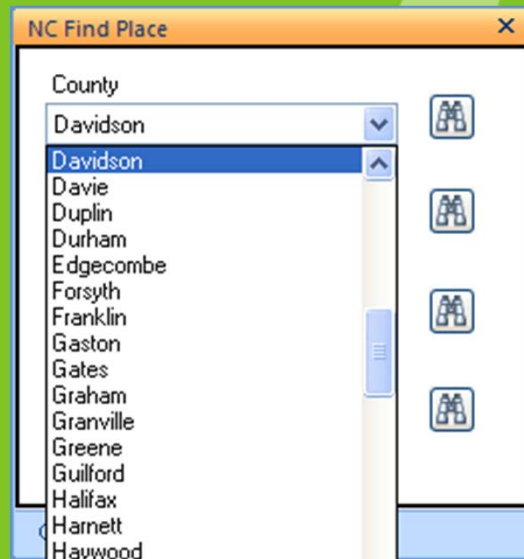 NC Find Place
County
Davidson
Davidson
Davie
Duplin
Durham
Edgecombe
Forsyth
Franklin
Gaston
Gates
Graham
Granville
Greene
Guilford
Halifax
Harnett
Haywood